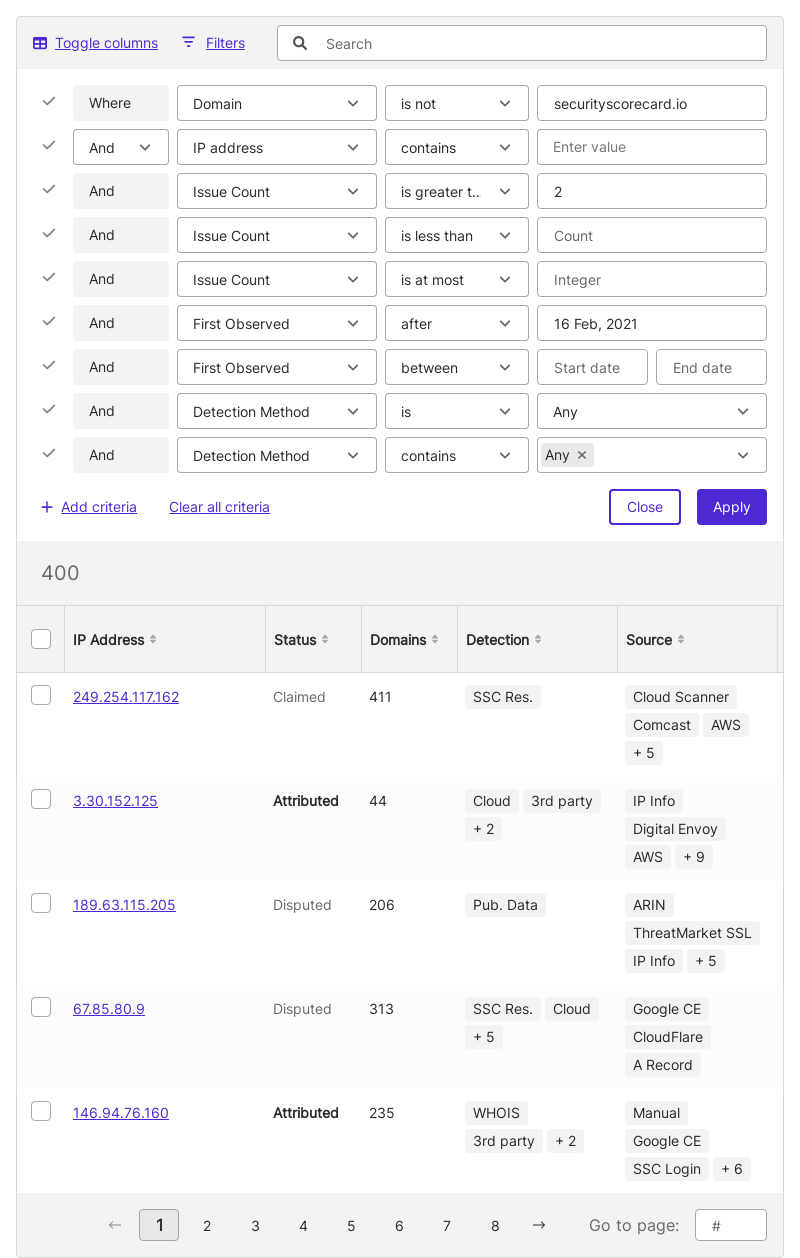 Toggle columns Filters Search
Where Domain is not securityscorecard.io
And IP address contains Enter value
And Issue Count is greater t.. 2
And Issue Count is less than Count
And Issue Count is at most Integer
And First Observed after 16 Feb, 2021
And First Observed between Start date End date
And Detection Method is Any
And Detection Method contains Any
Add criteria Clear all criteria Close Apply
400
IP Address Status Domains Detection Source
249.254.117.162 Claimed 411 SSC Res. Cloud Scanner
Comcast AWS
+ 5
3.30.152.125 Attributed 44 Cloud 3rd party IP Info
+ 2 Digital Envoy
AWS + 9
189.63.115.205 Disputed 206 Pub. Data ARIN
ThreatMarket SSL
IP Info + 5
67.85.80.9 Disputed 313 SSC Res. Cloud Google CE
+ 5 CloudFlare
A Record
146.94.76.160 Attributed 235 WHOIS Manual
3rd party + 2 Google CE
SSC Login + 6
← 1 2 3 4 5 6 7 8 → Go to page: #